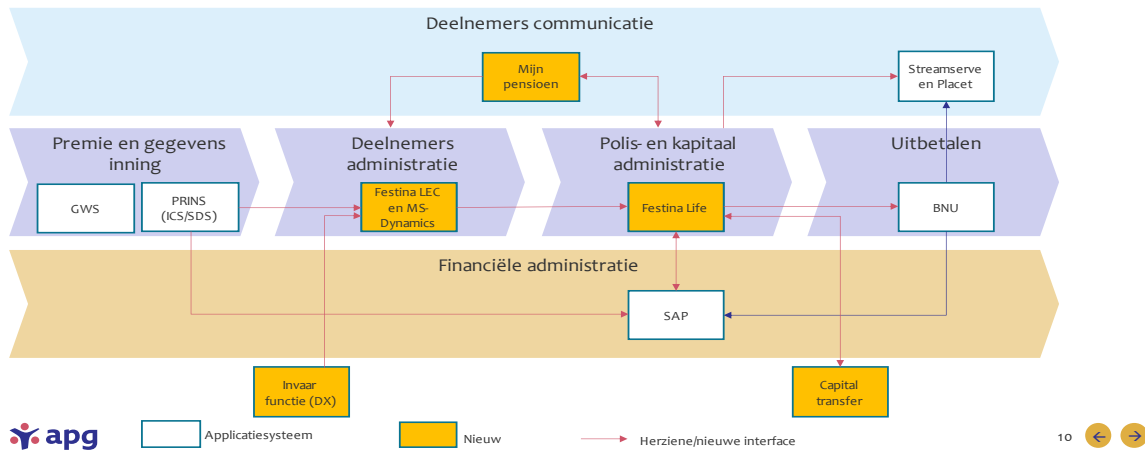 Deelnemers communicatie
Mijn
pensioen
Streamserve
en Placet
Premie en gegevens
inning
Deelnemers
administratie
Polis- en kapitaal
administratie
Uitbetalen
GWS
PRINS
(ICS/SDS)
Festina LEC
en MS-
Dynamics
Festina Life
BNU
Financiële administratie
SAP
Invaar
functie (DX)
Capital
transfer
apg
Applicatiesysteem
Nieuw
Herziene/nieuwe interface
10